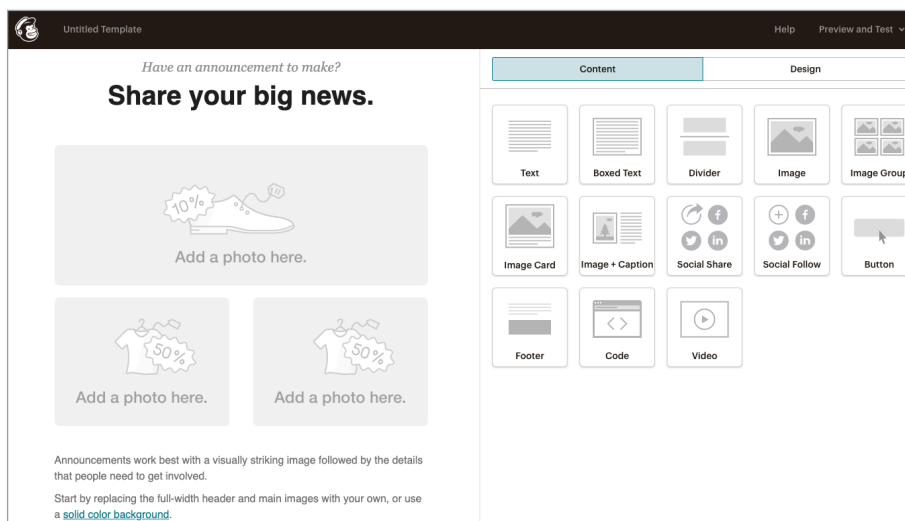 Untitled Template
Help
Preview and Test
Have an announcement to make?
Share your big news.
Content
Design
10%
Add a photo here.
50%
Add a photo here.
50%
Add a photo here.
Text
Boxed Text
Divider
Image
Image Group
Image Card
Image + Caption
Social Share
Social Follow
Button
Footer
Code
Video
Announcements work best with a visually striking image followed by the details
that people need to get involved.
Start by replacing the full-width header and main images with your own, or use
a solid color background.